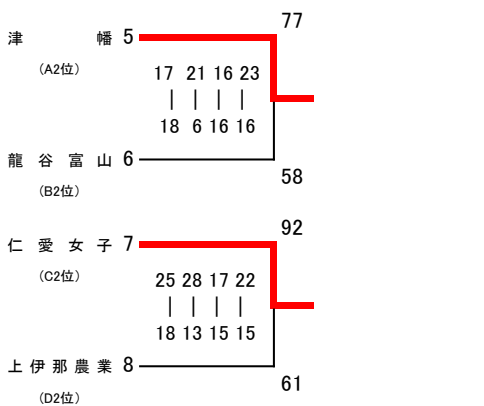 77
津幡 5
(A2位)
17 21 16 23
| | | |
18 6 16 16
龍谷富山 6
(B2位)
58
92
仁愛女子 7
(C2位)
25 28 17 22
| | | |
18 13 15 15
上伊那農業 8
(D2位)
61